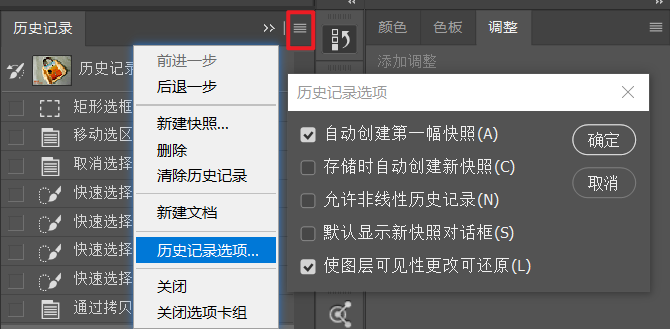 历史记录
历史记录
矩形选框
移动选区
取消选择
快速选择
快速选择
快速选择
快速选择
通过拷贝
前进一步
后退一步
新建快照...
删除
清除历史记录
新建文档
历史记录选项...
关闭
关闭选项卡组
颜色
色板
调整
添加调整
历史记录选项
自动创建第一幅快照(A)
存储时自动创建新快照(C)
允许非线性历史记录(N)
默认显示新快照对话框(S)
使图层可见性更改可还原(L)
确定
取消